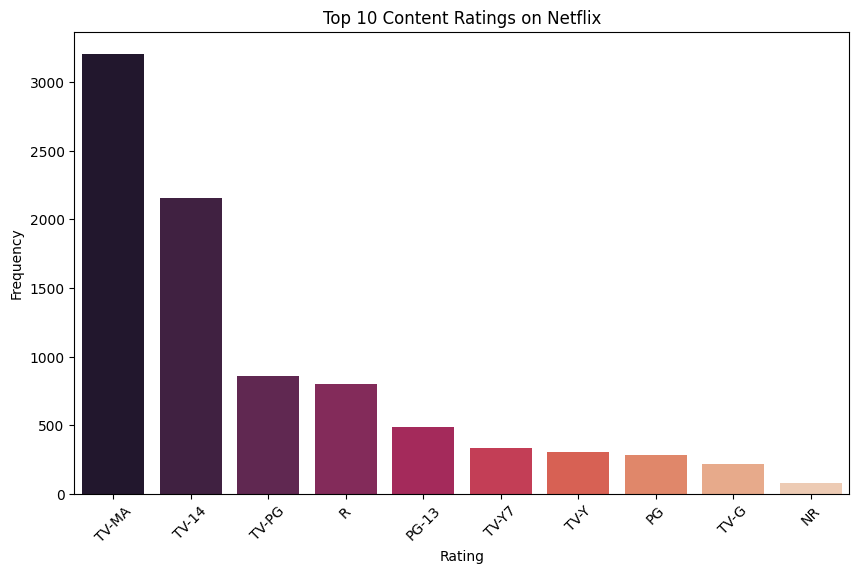 Top 10 Content Ratings on Netflix
Frequency
3000
2500
2000
1500
1000
500
0
TV-MA
TV-14
TV-PG
R
PG-13
TV-Y7
TV-Y
PG
TV-G
NR
Rating